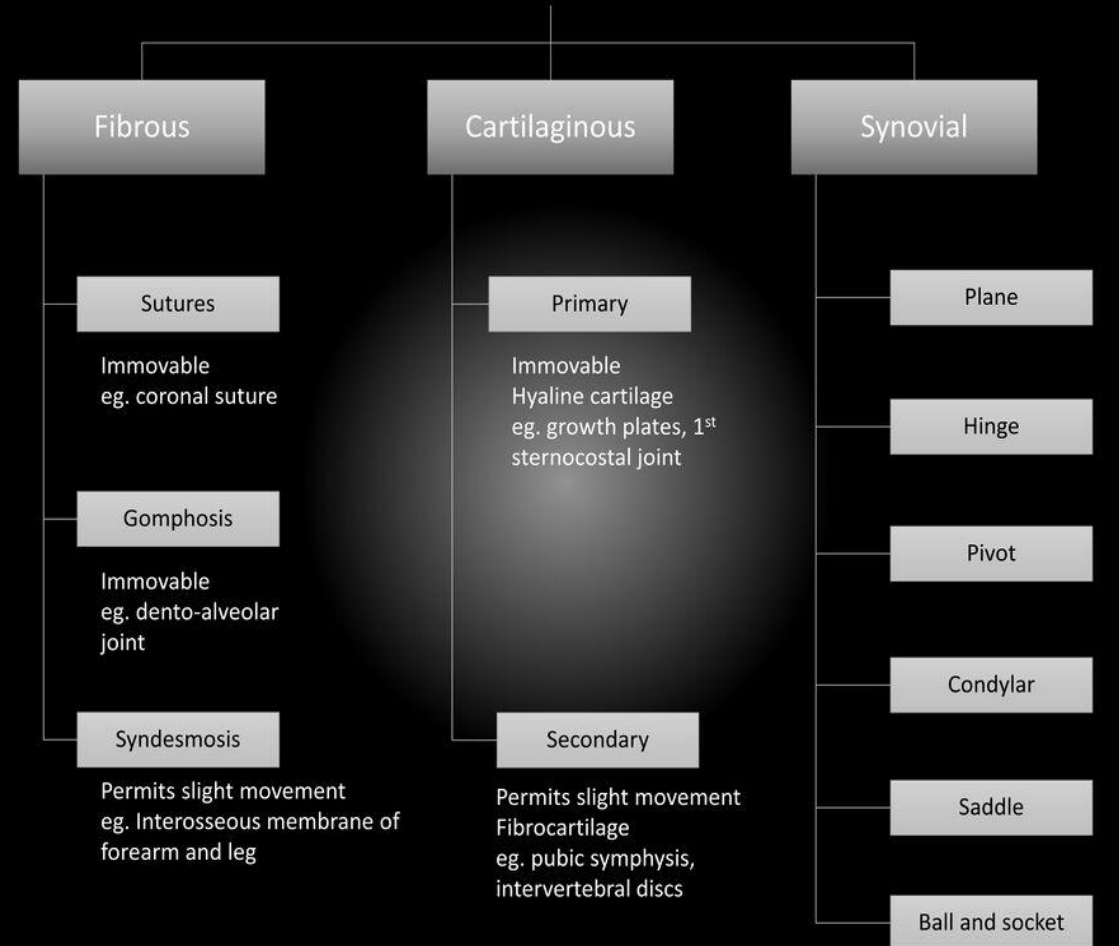 Fibrous
Cartilaginous
Synovial
Sutures
Immovable
eg. coronal suture
Gomphosis
Immovable
eg. dento-alveolar
joint
Syndesmosis
Permits slight movement
eg. Interosseous membrane of
forearm and leg
Primary
Immovable
Hyaline cartilage
eg. growth plates, 1st
sternocostal joint
Secondary
Permits slight movement
Fibrocartilage
eg. pubic symphysis,
intervertebral discs
Plane
Hinge
Pivot
Condylar
Saddle
Ball and socket